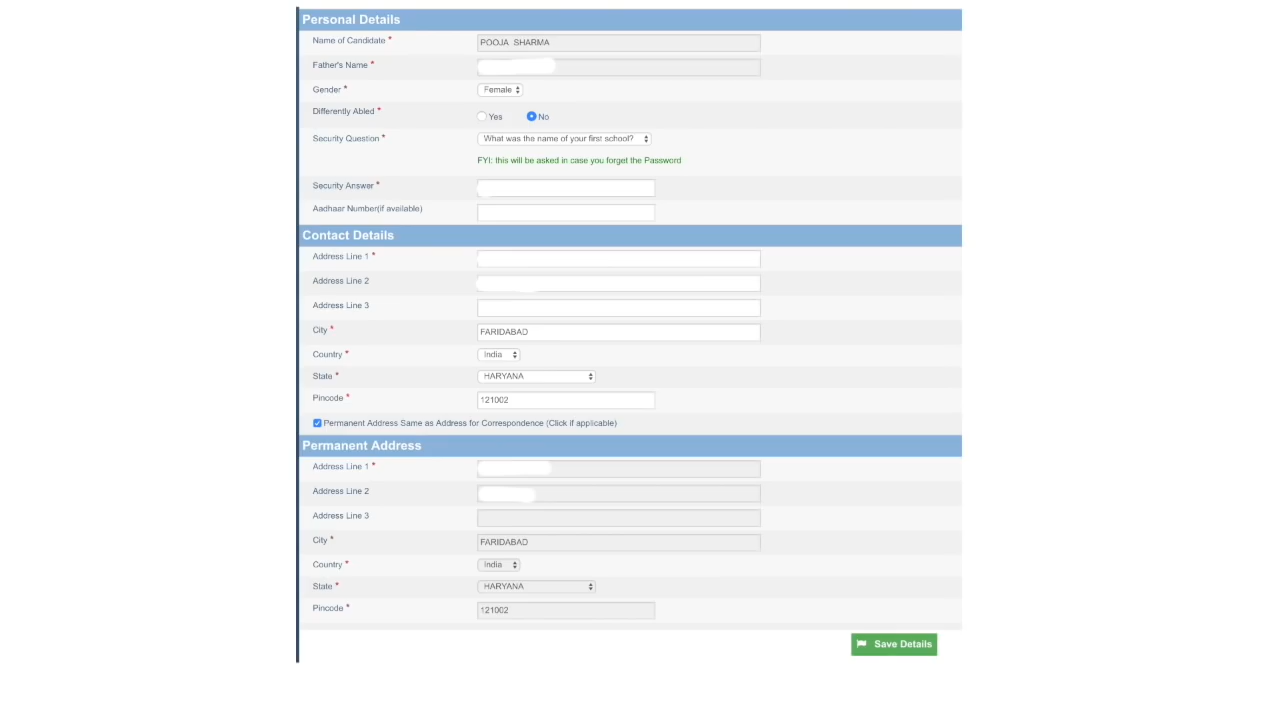 Personal Details
Name of Candidate * POOJA SHARMA
Father's Name *
Gender * Female
Differently Abled * Yes No
Security Question * What was the name of your first school?
FYI: this will be asked in case you forget the Password
Security Answer *
Aadhaar Number(if available)
Contact Details
Address Line 1 *
Address Line 2
Address Line 3
City * FARIDABAD
Country * India
State * HARYANA
Pincode * 121002
Permanent Address Same as Address for Correspondence (Click if applicable)
Permanent Address
Address Line 1 *
Address Line 2
Address Line 3
City * FARIDABAD
Country * India
State * HARYANA
Pincode * 121002
Save Details